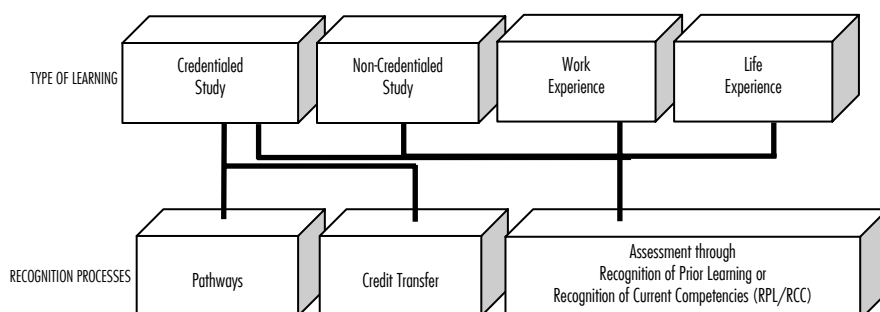 TYPE OF LEARNING
Credentialed
Study
Non-Credentialed
Study
Work
Experience
Life
Experience
RECOGNITION PROCESSES
Pathways
Credit Transfer
Assessment through
Recognition of Prior Learning or
Recognition of Current Competencies (RPL/RCC)